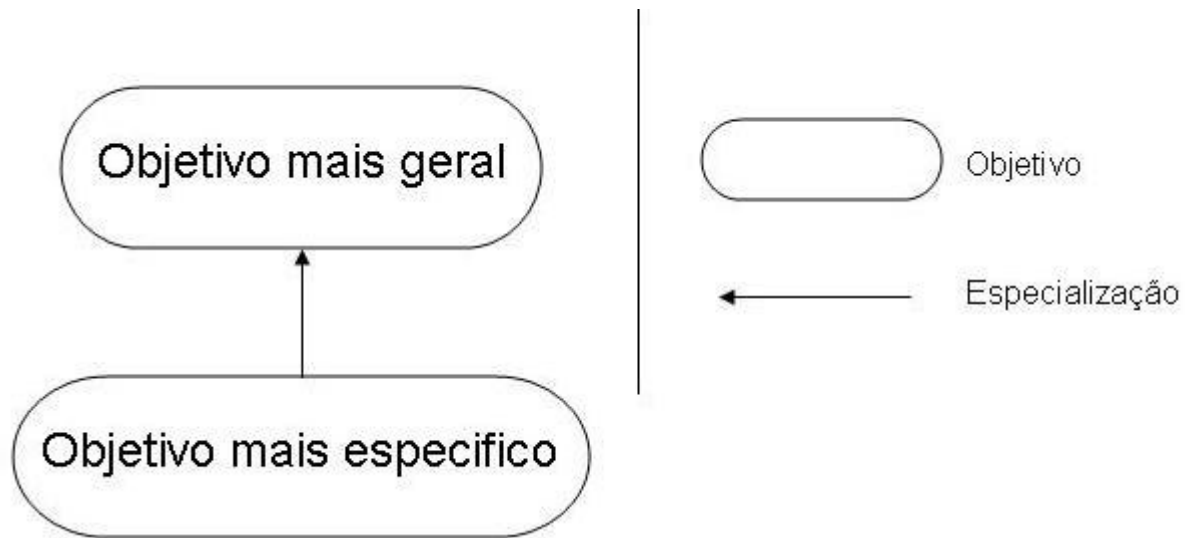 Objetivo mais geral
Objetivo mais especifico
Objetivo
Especialização